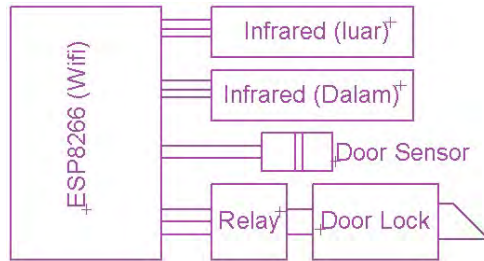 ESP8266 (Wifi)
Infrared (luar)
Infrared (Dalam)
Door Sensor
Relay
Door Lock